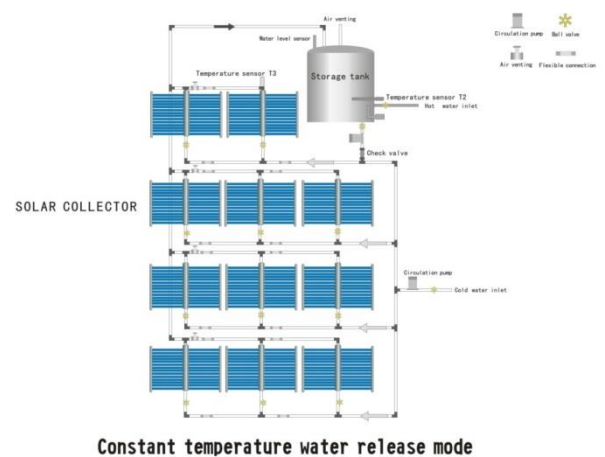 Air venting
Water level sensor
Circulation pump
Ball valve
Air venting
Flexible connection
Storage tank
Temperature sensor T3
Temperature sensor T2
Hot water inlet
Check valve
SOLAR COLLECTOR
Circulation pump
Cold water inlet
Constant temperature water release mode